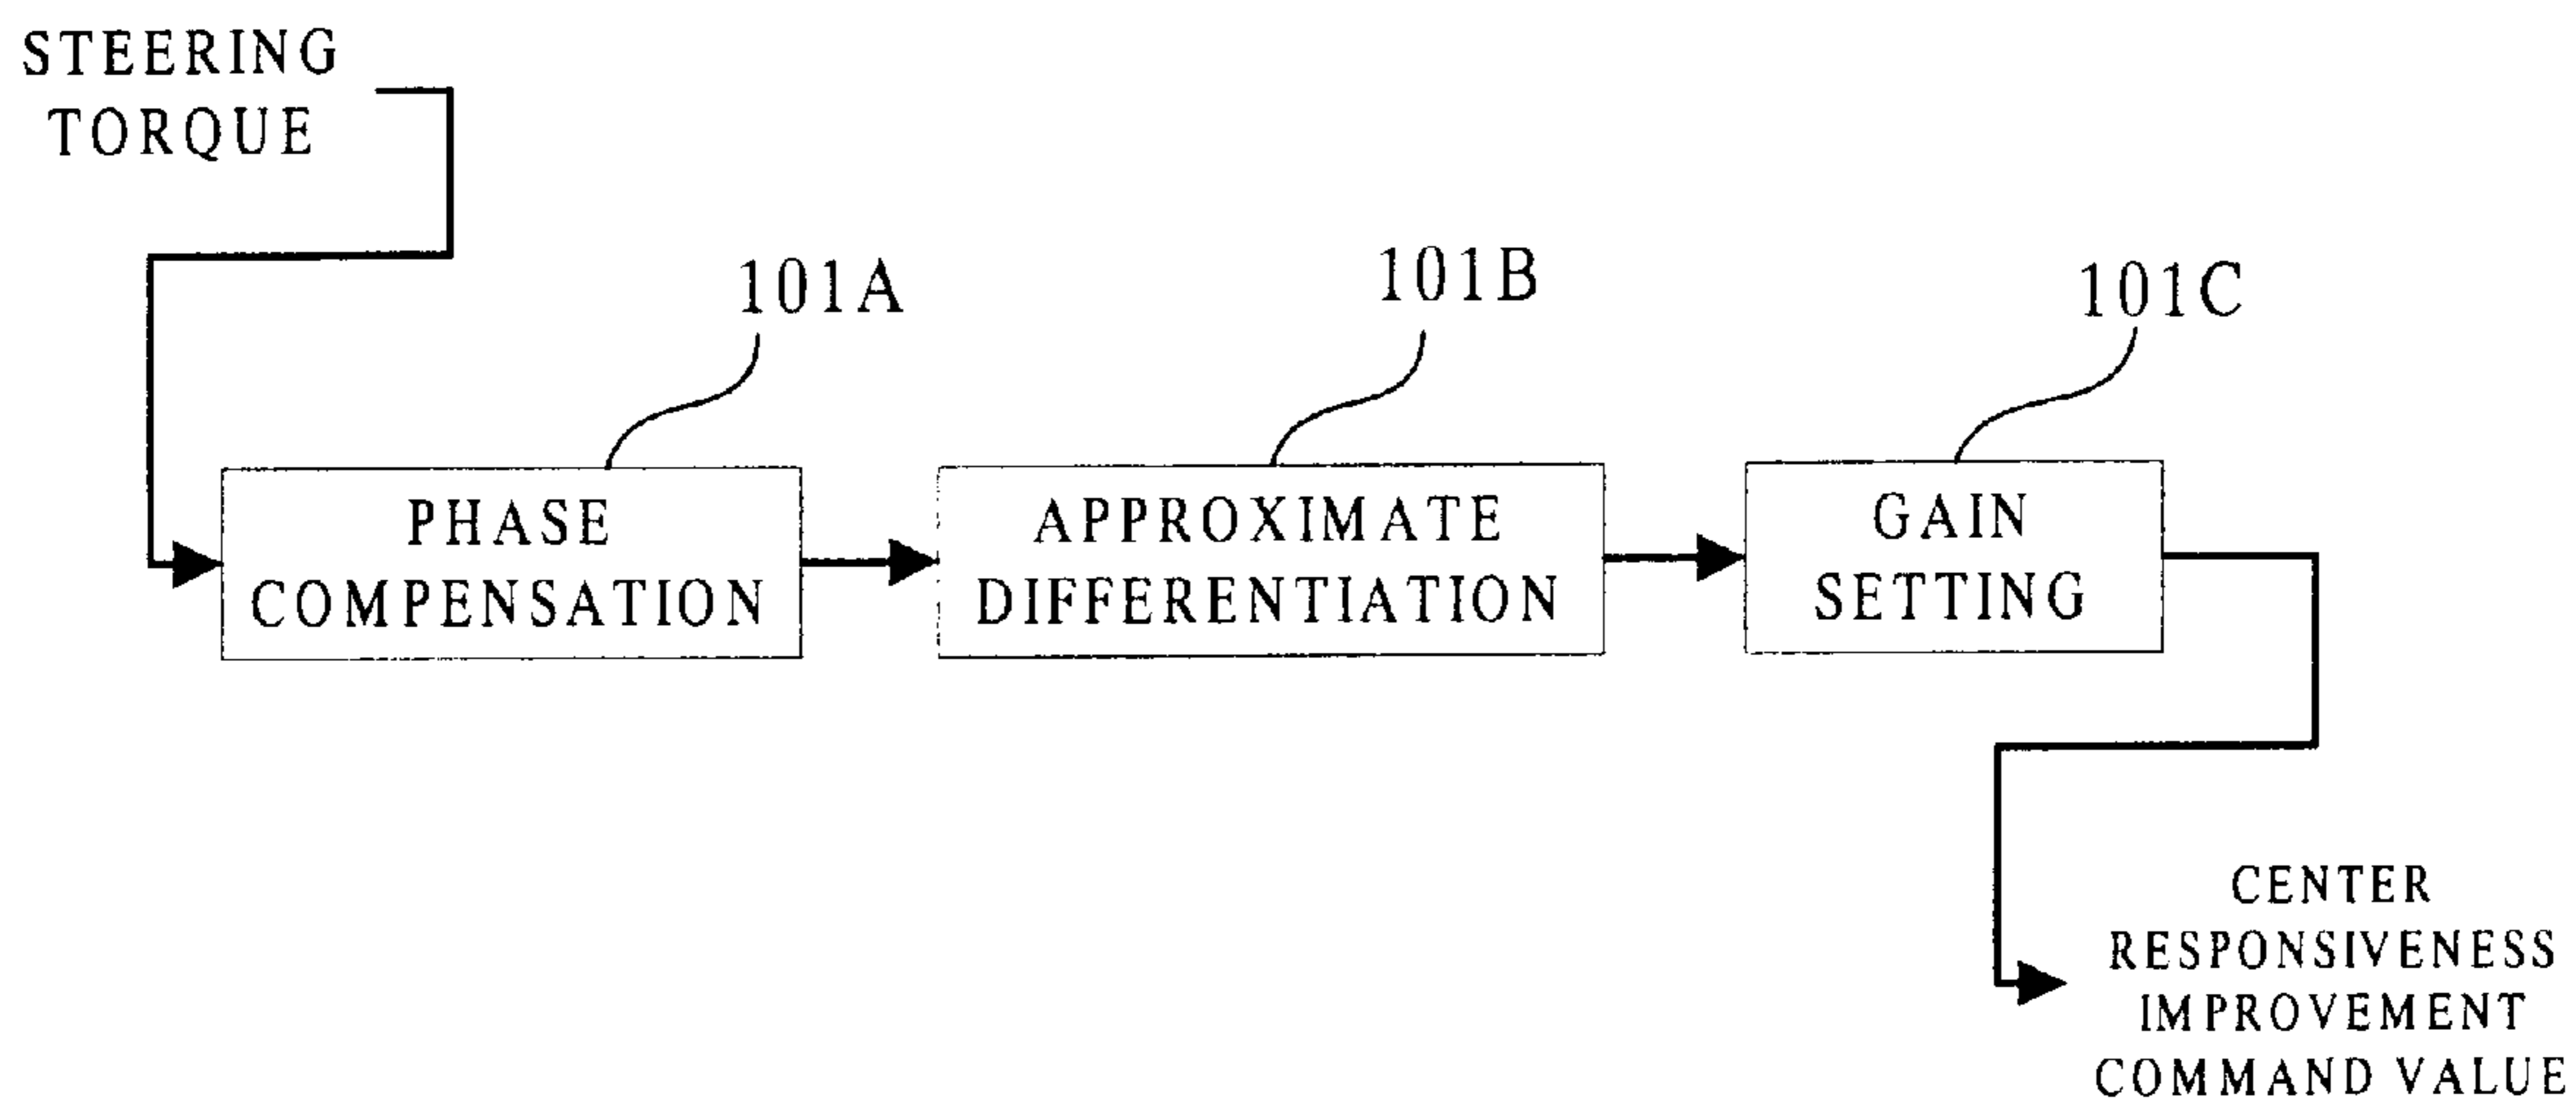 STEERING
TORQUE
101A
101B
101C
PHASE
COMPENSATION
APPROXIMATE
DIFFERENTIATION
GAIN
SETTING
CENTER
RESPONSIVENESS
IMPROVEMENT
COMMAND VALUE